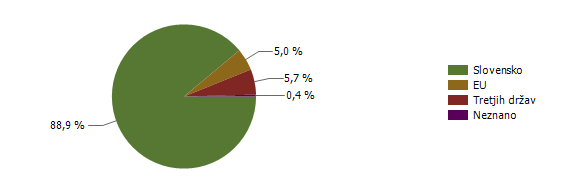 5,0 %
5,7 %
0,4 %
88,9 %
Slovensko
EU
Tretjih držav
Neznano